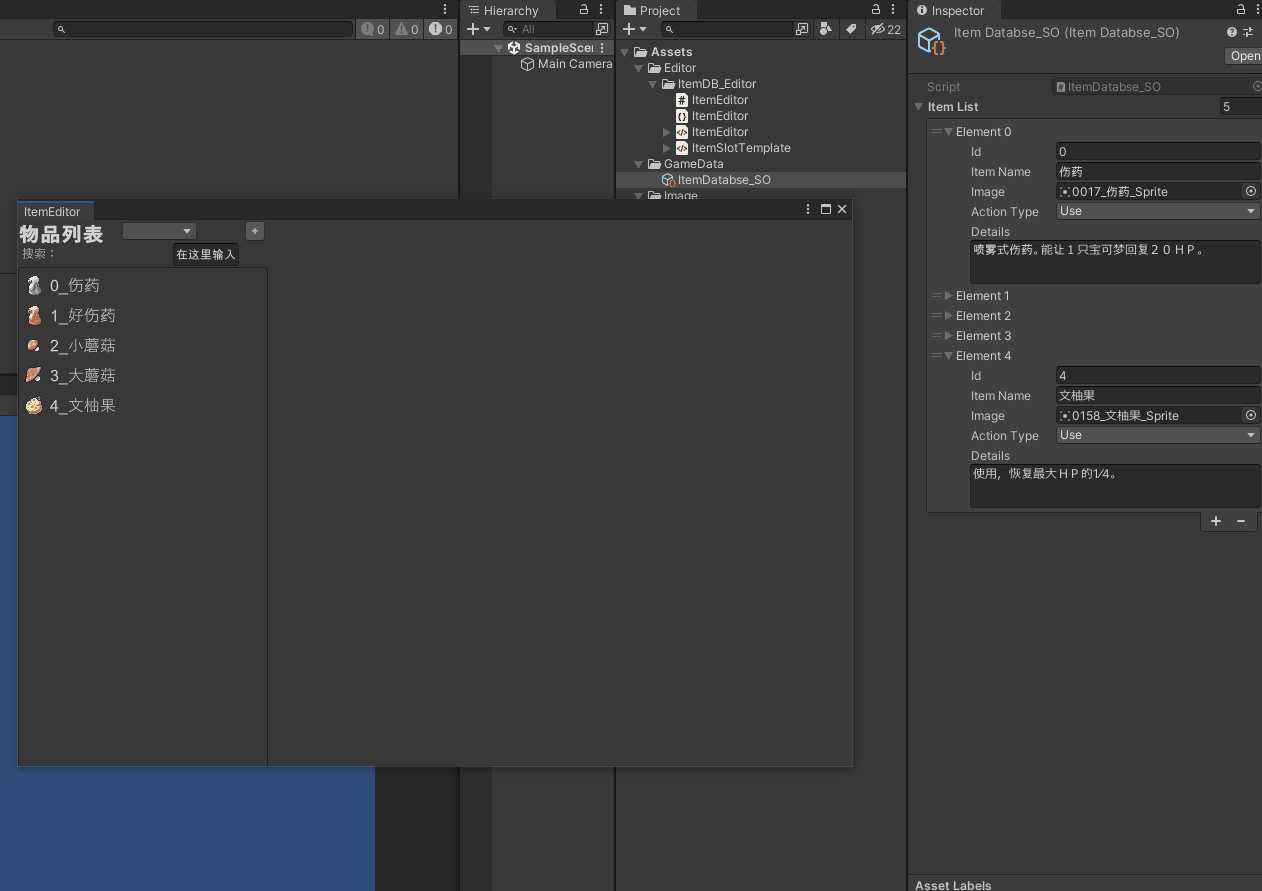 0
0
0
Hierarchy
All
SampleScen
Main Camera
Project
22
Assets
Editor
ItemDB_Editor
ItemEditor
ItemEditor
ItemEditor
ItemSlotTemplate
GameData
ItemDatabse_SO
Image
ItemEditor
物品列表
+
搜索：
在这里输入
0_伤药
1_好伤药
2_小蘑菇
3_大蘑菇
4_文柚果
Inspector
Item Databse_SO (Item Databse_SO)
Open
Script
ItemDatabse_SO
Item List
5
Element 0
Id
0
Item Name
伤药
Image
0017_伤药_Sprite
Action Type
Use
Details
喷雾式伤药。能让１只宝可梦回复２０ＨＰ。
Element 1
Element 2
Element 3
Element 4
Id
4
Item Name
文柚果
Image
0158_文柚果_Sprite
Action Type
Use
Details
使用，恢复最大ＨＰ的1⁄4。
+ −
Asset Labels